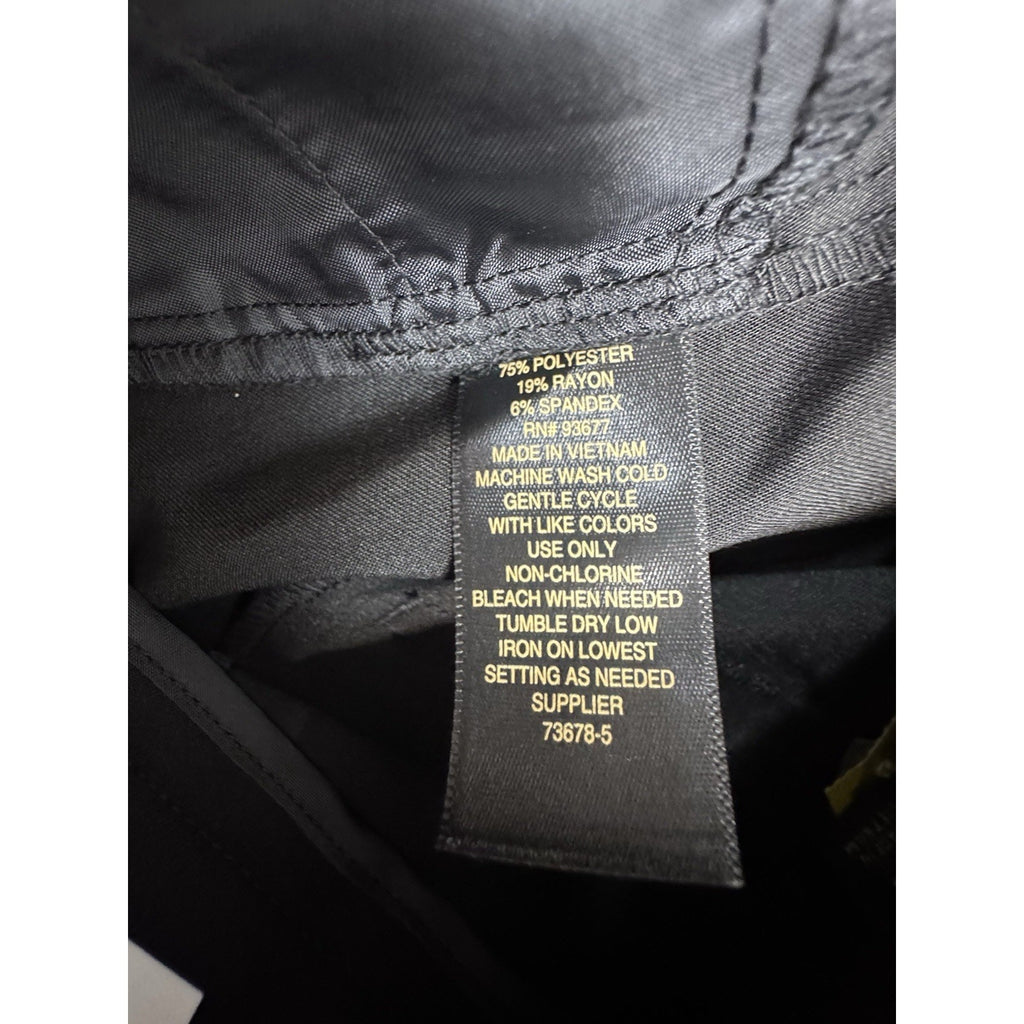 75% POLYESTER
19% RAYON
6% SPANDEX
RN# 93677
MADE IN VIETNAM
MACHINE WASH COLD
GENTLE CYCLE
WITH LIKE COLORS
USE ONLY
NON-CHLORINE
BLEACH WHEN NEEDED
TUMBLE DRY LOW
IRON ON LOWEST
SETTING AS NEEDED
SUPPLIER
73678-5